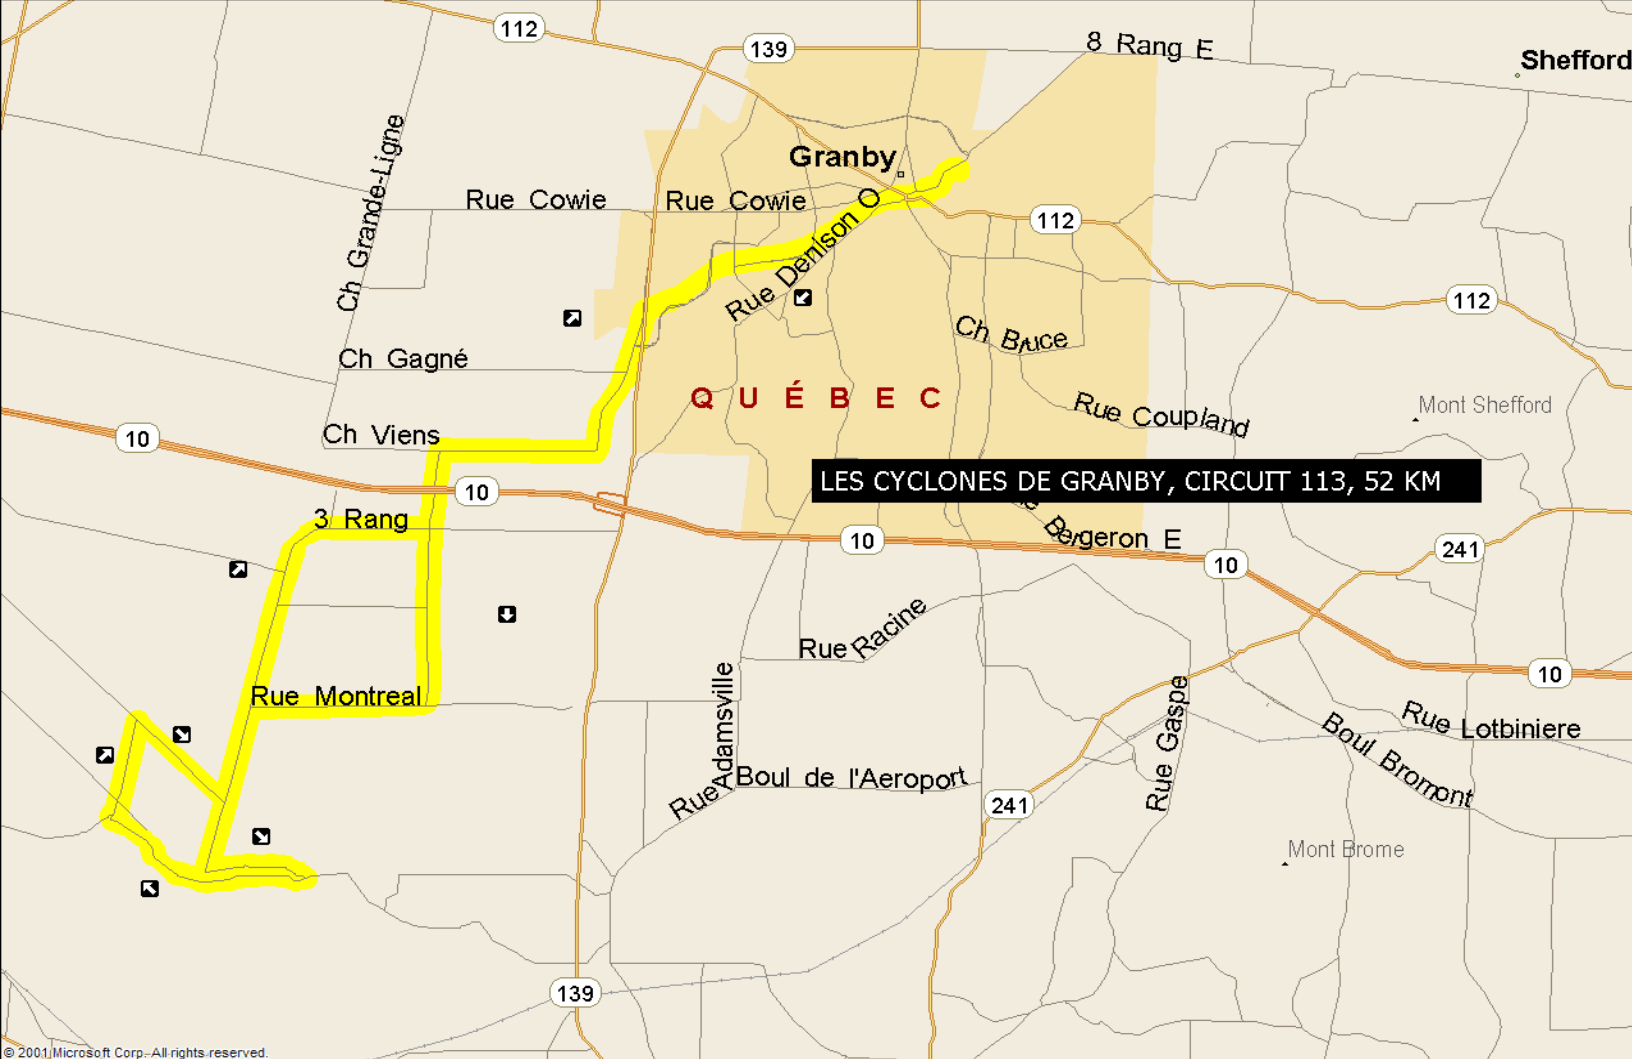 112
139
8 Rang E
Shefford
Granby
Ch Grande-Ligne
Rue Cowie
Rue Cowie
Rue Denison O
112
112
Ch Bruce
Ch Gagné
QUÉBEC
Mont Shefford
Rue Coupland
Ch Viens
10
LES CYCLONES DE GRANBY, CIRCUIT 113, 52 KM
10
3 Rang
Bergeron E
10
241
10
Rue Racine
10
Rue Montreal
Rue Adamsville
Rue Gaspe
Rue Lotbiniere
Boul Bromont
Boul de l'Aeroport
241
Mont Brome
139
© 2001 Microsoft Corp. All rights reserved.